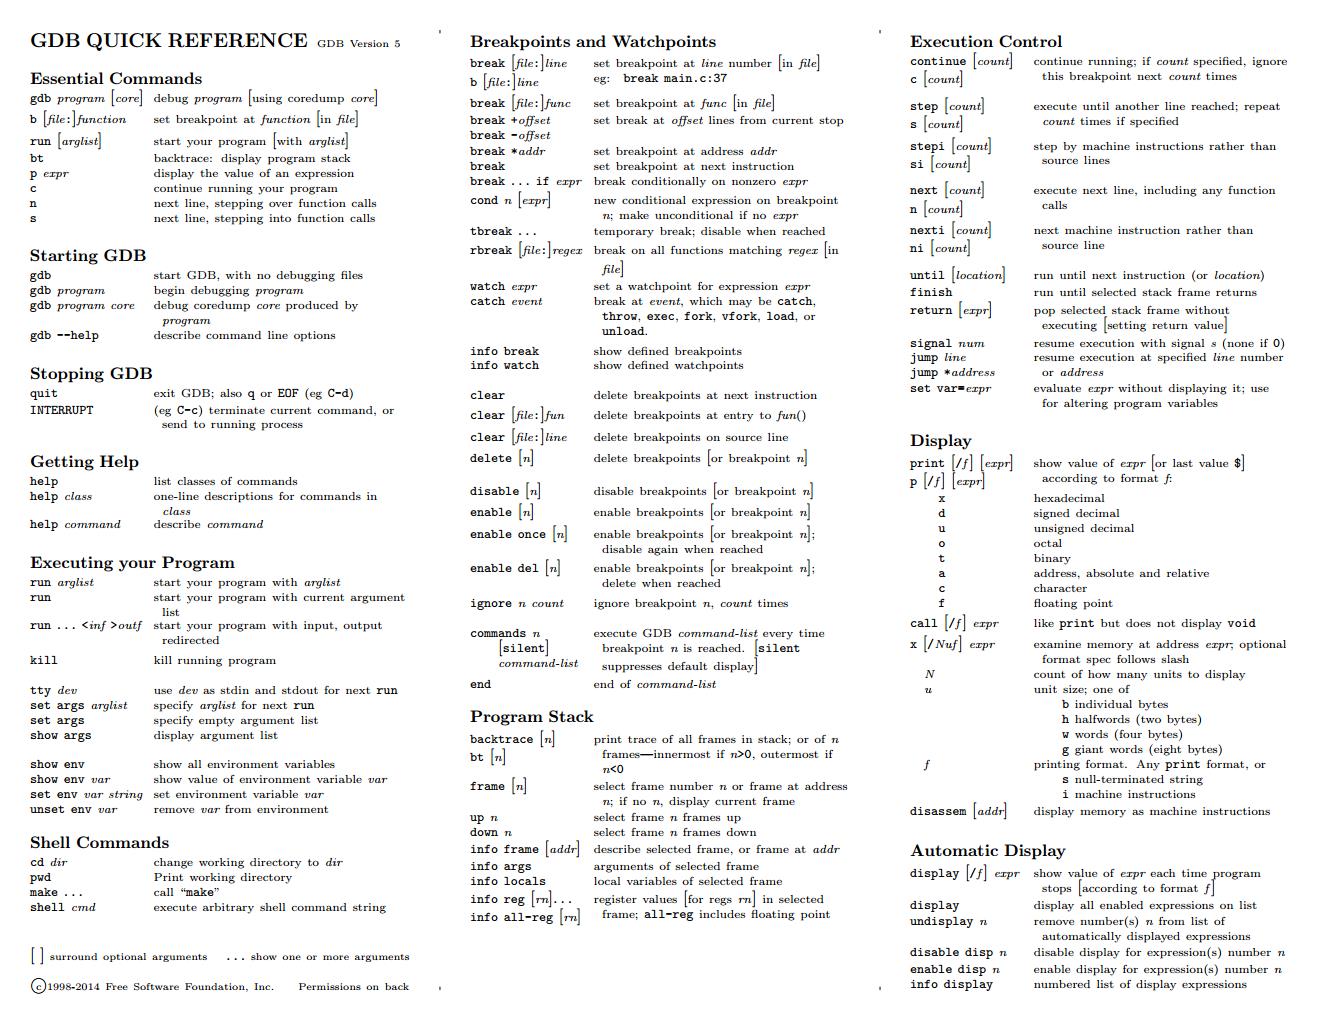 GDB QUICK REFERENCE GDB Version 5
Essential Commands
gdb program [core] debug program [using coredump core]
b [file:]function set breakpoint at function [in file]
run [arglist] start your program [with arglist]
bt backtrace: display program stack
p expr display the value of an expression
c continue running your program
n next line, stepping over function calls
s next line, stepping into function calls
Starting GDB
gdb start GDB, with no debugging files
gdb program begin debugging program
gdb program core debug coredump core produced by
program
gdb --help describe command line options
Stopping GDB
quit exit GDB; also q or EOF (eg C-d)
INTERRUPT (eg C-c) terminate current command, or
send to running process
Getting Help
help list classes of commands
help class one-line descriptions for commands in
class
help command describe command
Executing your Program
run arglist start your program with arglist
run start your program with current argument
list
run ... <inf >outf start your program with input, output
redirected
kill kill running program
tty dev use dev as stdin and stdout for next run
set args arglist specify arglist for next run
set args specify empty argument list
show args display argument list
show env show all environment variables
show env var show value of environment variable var
set env var string set environment variable var
unset env var remove var from environment
Shell Commands
cd dir change working directory to dir
pwd Print working directory
make ... call “make”
shell cmd execute arbitrary shell command string
[ ] surround optional arguments ... show one or more arguments
©1998-2014 Free Software Foundation, Inc. Permissions on back
Breakpoints and Watchpoints
break [file:]line set breakpoint at line number [in file]
b [file:]line eg: break main.c:37
break [file:]func set breakpoint at func [in file]
break +offset set break at offset lines from current stop
break -offset
break *addr set breakpoint at address addr
break set breakpoint at next instruction
break ... if expr break conditionally on nonzero expr
cond n [expr] new conditional expression on breakpoint
n; make unconditional if no expr
tbreak ... temporary break; disable when reached
rbreak [file:]regex break on all functions matching regex [in
file]
watch expr set a watchpoint for expression expr
catch event break at event, which may be catch,
throw, exec, fork, vfork, load, or
unload.
info break show defined breakpoints
info watch show defined watchpoints
clear delete breakpoints at next instruction
clear [file:]fun delete breakpoints at entry to fun()
clear [file:]line delete breakpoints on source line
delete [n] delete breakpoints [or breakpoint n]
disable [n] disable breakpoints [or breakpoint n]
enable [n] enable breakpoints [or breakpoint n]
enable once [n] enable breakpoints [or breakpoint n];
disable again when reached
enable del [n] enable breakpoints [or breakpoint n];
delete when reached
ignore n count ignore breakpoint n, count times
commands n execute GDB command-list every time
[silent] breakpoint n is reached. [silent
command-list suppresses default display]
end end of command-list
Program Stack
backtrace [n] print trace of all frames in stack; or of n
bt [n] frames—innermost if n>0, outermost if
n<0
frame [n] select frame number n or frame at address
n; if no n, display current frame
up n select frame n frames up
down n select frame n frames down
info frame [addr] describe selected frame, or frame at addr
info args arguments of selected frame
info locals local variables of selected frame
info reg [rn]... register values [for regs rn] in selected
info all-reg [rn] frame; all-reg includes floating point
Execution Control
continue [count] continue running; if count specified, ignore
c [count] this breakpoint next count times
step [count] execute until another line reached; repeat
s [count] count times if specified
stepi [count] step by machine instructions rather than
si [count] source lines
next [count] execute next line, including any function
n [count] calls
nexti [count] next machine instruction rather than
ni [count] source line
until [location] run until next instruction (or location)
finish run until selected stack frame returns
return [expr] pop selected stack frame without
executing [setting return value]
signal num resume execution with signal s (none if 0)
jump line resume execution at specified line number
jump *address or address
set var=expr evaluate expr without displaying it; use
for altering program variables
Display
print [/f] [expr] show value of expr [or last value $]
p [/f] [expr] according to format f:
x hexadecimal
d signed decimal
u unsigned decimal
o octal
t binary
a address, absolute and relative
c character
f floating point
call [/f] expr like print but does not display void
x [/Nuf] expr examine memory at address expr; optional
format spec follows slash
N count of how many units to display
u unit size; one of
b individual bytes
h halfwords (two bytes)
w words (four bytes)
g giant words (eight bytes)
f printing format. Any print format, or
s null-terminated string
i machine instructions
disassem [addr] display memory as machine instructions
Automatic Display
display [/f] expr show value of expr each time program
stops [according to format f]
display display all enabled expressions on list
undisplay n remove number(s) n from list of
automatically displayed expressions
disable disp n disable display for expression(s) number n
enable disp n enable display for expression(s) number n
info display numbered list of display expressions